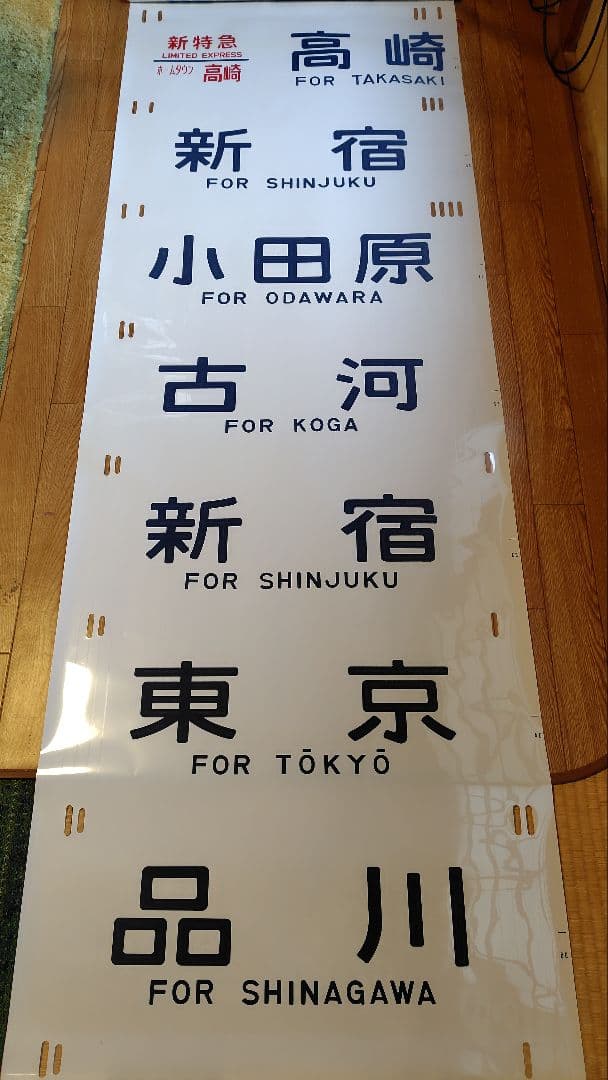 新特急
LIMITED EXPRESS
ホームタウン 高崎
高崎
FOR TAKASAKI
新宿
FOR SHINJUKU
小田原
FOR ODAWARA
古河
FOR KOGA
新宿
FOR SHINJUKU
東京
FOR TŌKYŌ
品川
FOR SHINAGAWA